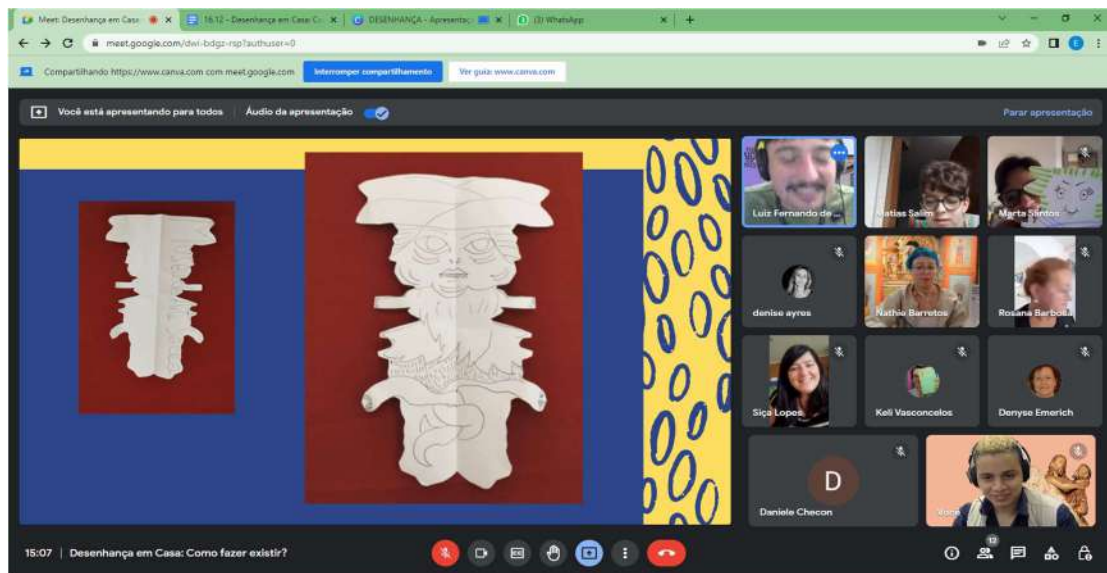 Meet: Desenhança em Casa:
16.12 - Desenhança em Casa: C
DESENHANÇA - Apresentaç
(3) WhatsApp
meet.google.com/dwi-bdgz-rsp?authuser=0
Compartilhando https://www.canva.com com meet.google.com
Interromper compartilhamento
Ver guia: www.canva.com
Você está apresentando para todos
Áudio da apresentação
Parar apresentação
Luiz Fernando de ...
Matias Salim
Marta Santos
denise ayres
Nathie Barretos
Rosana Barbosa
Siça Lopes
Keli Vasconcelos
Denyse Emerich
D
Daniele Checon
Você
15:07 | Desenhança em Casa: Como fazer existir?
12